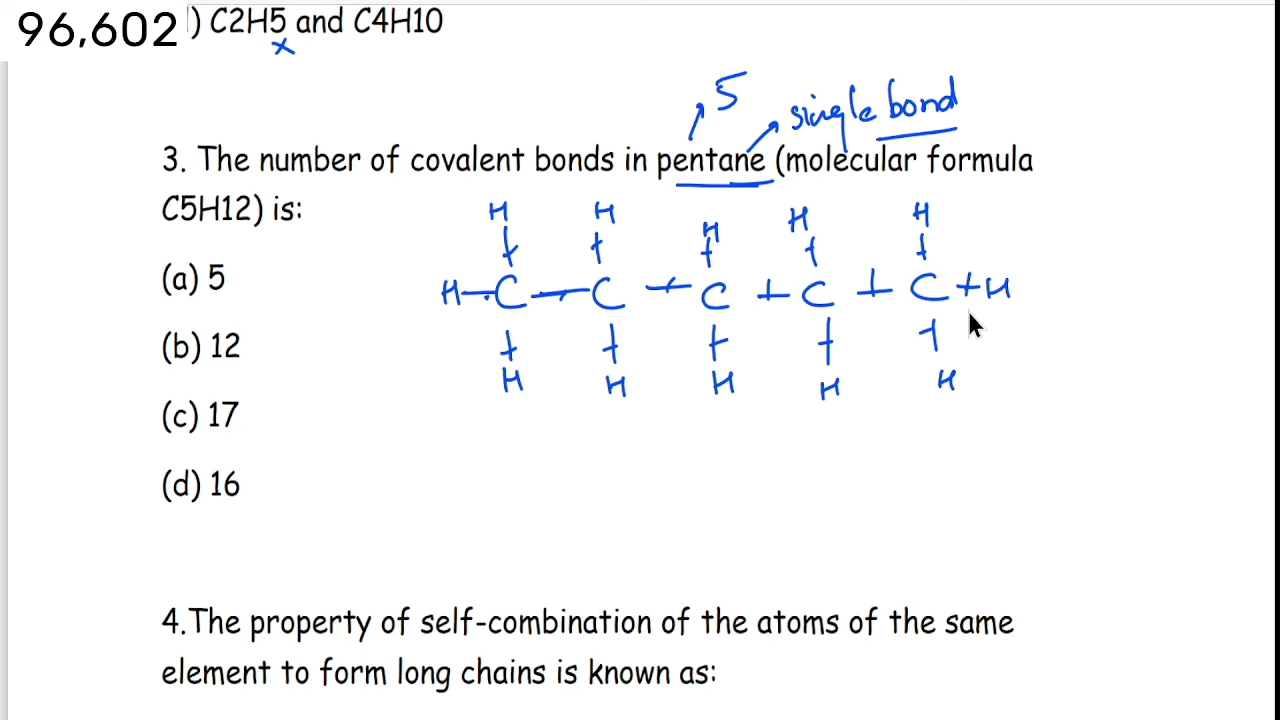 96,602
) C2H5 and C4H10
x
5
single bond
3. The number of covalent bonds in pentane (molecular formula
C5H12) is:
H H H H H
(a) 5
H-C-C-C-C-C-H
(b) 12
H H H H H
(c) 17
(d) 16
4.The property of self-combination of the atoms of the same
element to form long chains is known as: